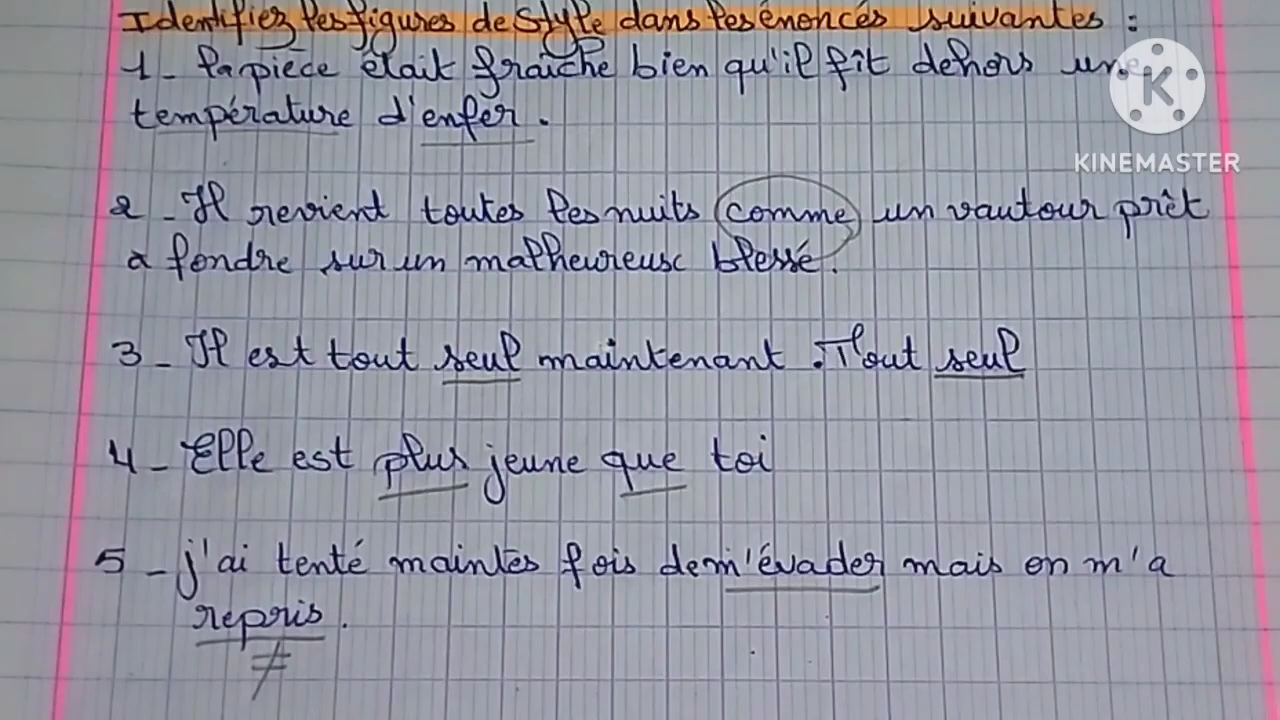 Identifiez les figures de Style dans les énoncés suivantes :
1 - la pièce était fraîche bien qu'il fît dehors une
température d'enfer.
2 - Il revient toutes les nuits comme un vautour prêt
à fondre sur un malheureusc blessé.
3 - Il est tout seul maintenant. Tout seul
4 - Elle est plus jeune que toi
5 - j'ai tenté maintes fois de m'évader mais on m'a
repris.
≠
K
KINEMASTER